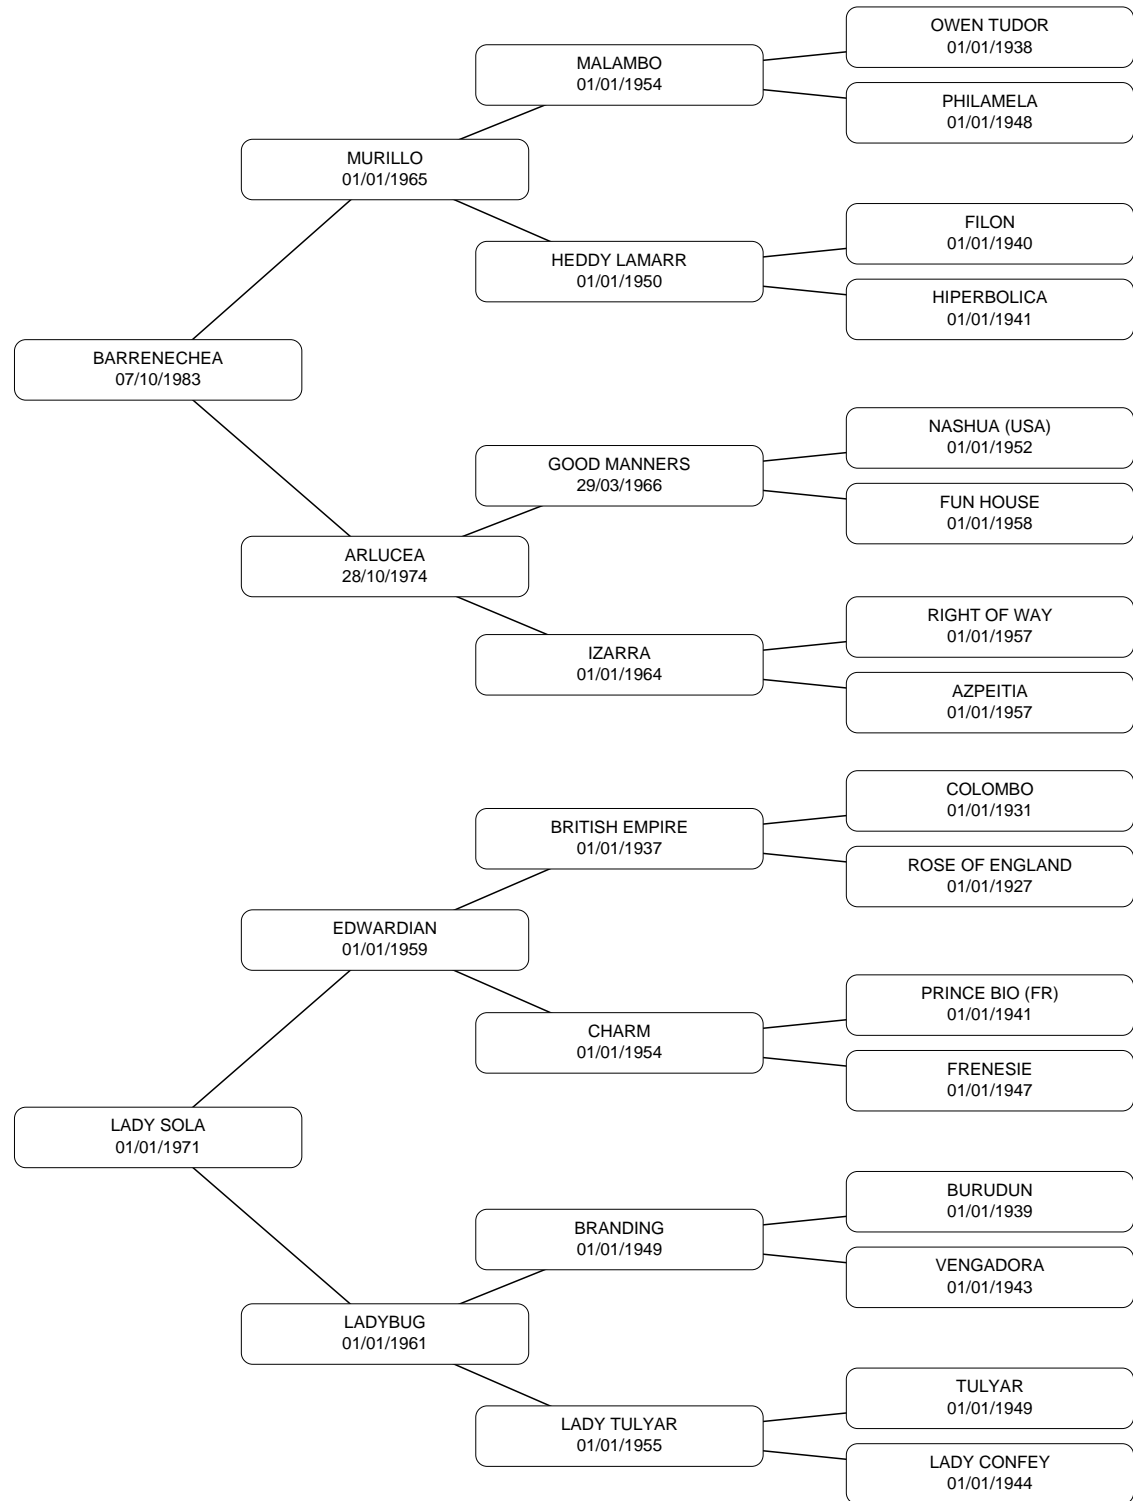 OWEN TUDOR
01/01/1938
MALAMBO
01/01/1954
PHILAMELA
01/01/1948
MURILLO
01/01/1965
FILON
01/01/1940
HEDDY LAMARR
01/01/1950
HIPERBOLICA
01/01/1941
BARRENECHEA
07/10/1983
NASHUA (USA)
01/01/1952
GOOD MANNERS
29/03/1966
FUN HOUSE
01/01/1958
ARLUCEA
28/10/1974
RIGHT OF WAY
01/01/1957
IZARRA
01/01/1964
AZPEITIA
01/01/1957
COLOMBO
01/01/1931
BRITISH EMPIRE
01/01/1937
ROSE OF ENGLAND
01/01/1927
EDWARDIAN
01/01/1959
PRINCE BIO (FR)
01/01/1941
CHARM
01/01/1954
FRENESIE
01/01/1947
LADY SOLA
01/01/1971
BURUDUN
01/01/1939
BRANDING
01/01/1949
VENGADORA
01/01/1943
LADYBUG
01/01/1961
TULYAR
01/01/1949
LADY TULYAR
01/01/1955
LADY CONFEY
01/01/1944